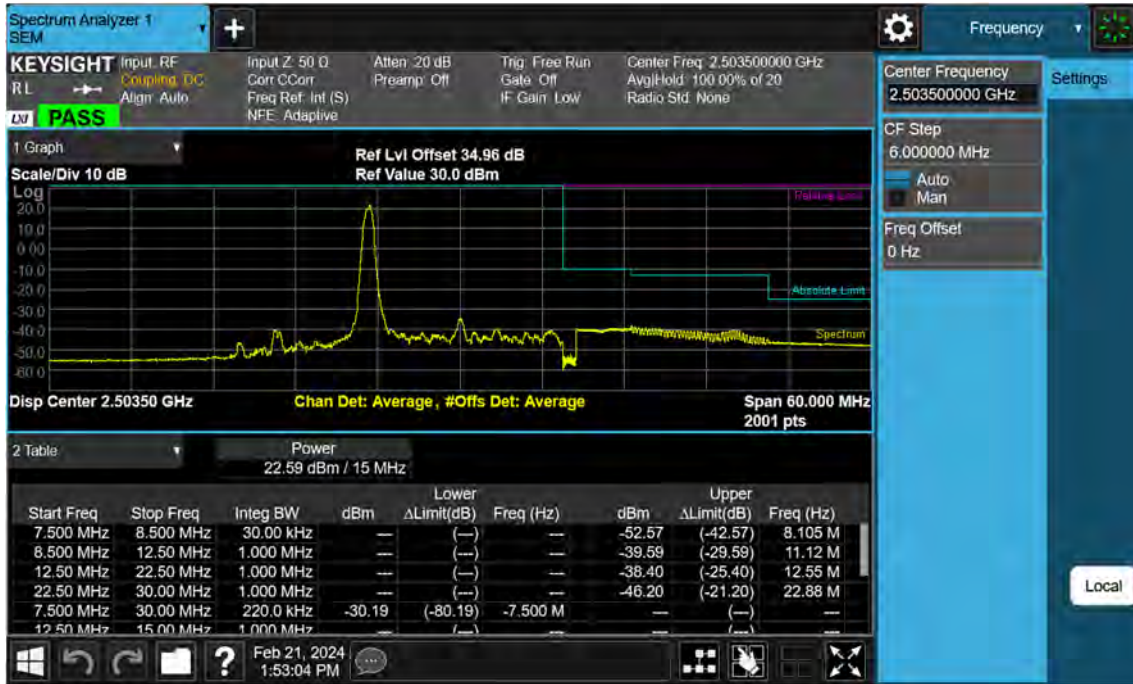 Spectrum Analyzer 1
SEM
Frequency
KEYSIGHT
RL
LXI PASS
Input: RF
Coupling: DC
Align: Auto
Input Z: 50 Ω
Corr CCorr
Freq Ref: Int (S)
NFE: Adaptive
Atten: 20 dB
Preamp: Off
Trig: Free Run
Gate: Off
IF Gain: Low
Center Freq: 2.503500000 GHz
Avg|Hold: 100.00% of 20
Radio Std: None
Center Frequency
2.503500000 GHz
Settings
CF Step
6.000000 MHz
Auto
Man
Freq Offset
0 Hz
1 Graph
Scale/Div 10 dB
Ref Lvl Offset 34.96 dB
Ref Value 30.0 dBm
Log
20.0
10.0
0.00
-10.0
-20.0
-30.0
-40.0
-50.0
-60.0
Relative Limit
Absolute Limit
Spectrum
Disp Center 2.50350 GHz
Chan Det: Average, #Offs Det: Average
Span 60.000 MHz
2001 pts
2 Table
Power
22.59 dBm / 15 MHz
Lower Upper
Start Freq Stop Freq Integ BW dBm ΔLimit(dB) Freq (Hz) dBm ΔLimit(dB) Freq (Hz)
7.500 MHz 8.500 MHz 30.00 kHz --- (---) --- -52.57 (-42.57) 8.105 M
8.500 MHz 12.50 MHz 1.000 MHz --- (---) --- -39.59 (-29.59) 11.12 M
12.50 MHz 22.50 MHz 1.000 MHz --- (---) --- -38.40 (-25.40) 12.55 M
22.50 MHz 30.00 MHz 1.000 MHz --- (---) --- -46.20 (-21.20) 22.88 M
7.500 MHz 30.00 MHz 220.0 kHz -30.19 (-80.19) -7.500 M --- (---) ---
12.50 MHz 15.00 MHz 1.000 MHz --- (---) --- --- (---) ---
Local
?
Feb 21, 2024
1:53:04 PM